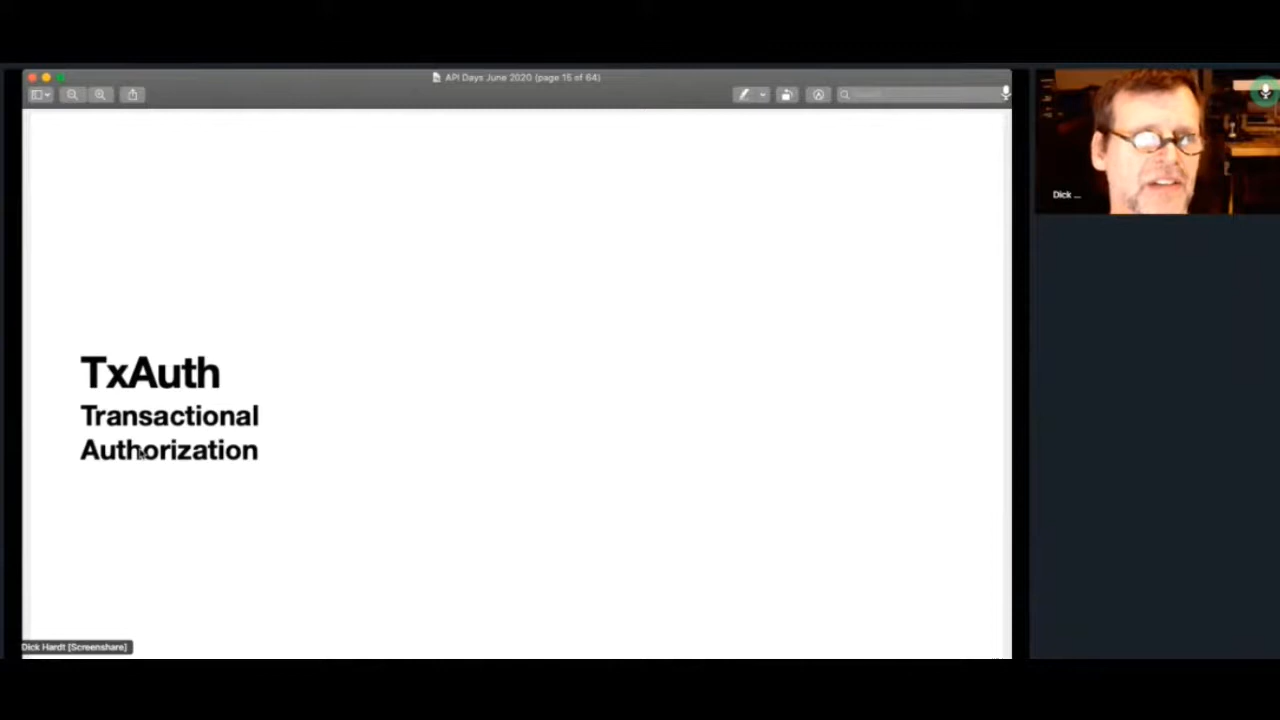 API Days June 2020 (page 15 of 64)
Dick ...
TxAuth
Transactional
Authorization
Dick Hardt [Screenshare]